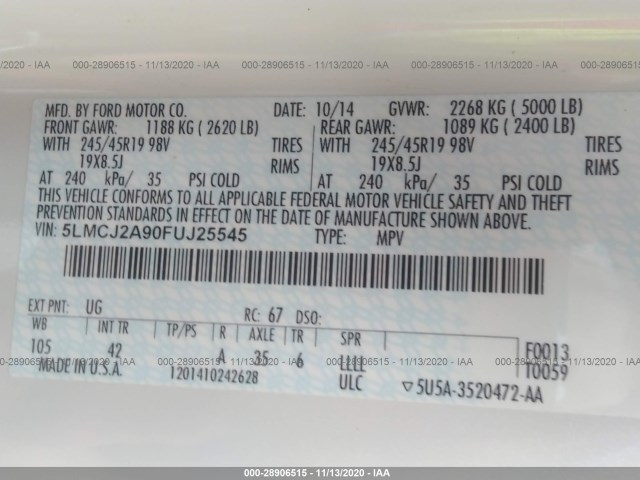 000-28906515 - 11/13/2020 - IAA
MFD. BY FORD MOTOR CO. DATE: 10/14 GVWR: 2268 KG ( 5000 LB)
FRONT GAWR: 1188 KG ( 2620 LB) REAR GAWR: 1089 KG ( 2400 LB)
WITH 245/45R19 98V TIRES WITH 245/45R19 98V TIRES
19X8.5J RIMS 19X8.5J RIMS
AT 240 kPa/ 35 PSI COLD AT 240 kPa/ 35 PSI COLD
THIS VEHICLE CONFORMS TO ALL APPLICABLE FEDERAL MOTOR VEHICLE SAFETY AND THEFT
PREVENTION STANDARDS IN EFFECT ON THE DATE OF MANUFACTURE SHOWN ABOVE.
VIN: 5LMCJ2A90FUJ25545 TYPE: MPV
EXT PNT: UG RC: 67 DSO:
WB INT TR TP/PS R AXLE TR SPR
105 42 A 35 6 LLLL F0013
000-28906515 - 11/13/2020 - IAA
T0059
MADE IN U.S.A. 1201410242628 ULC ▽5U5A-3520472-AA
000-28906515 - 11/13/2020 - IAA